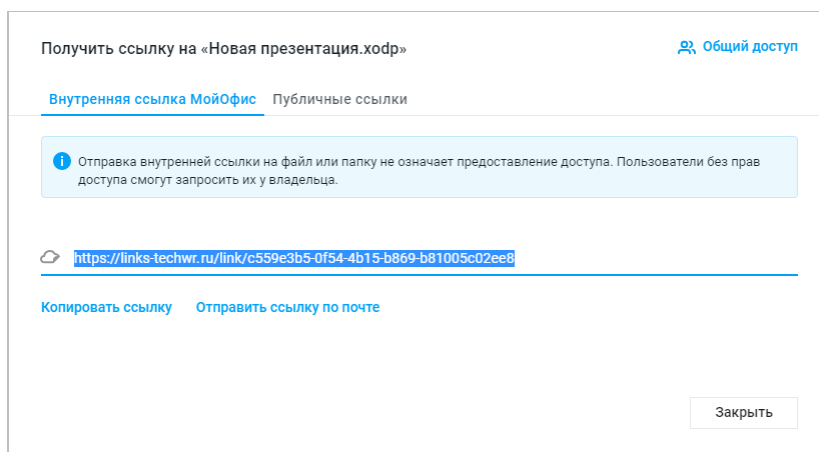 Получить ссылку на «Новая презентация.xodp»
Общий доступ
Внутренняя ссылка МойОфис Публичные ссылки
Отправка внутренней ссылки на файл или папку не означает предоставление доступа. Пользователи без прав
доступа смогут запросить их у владельца.
https://links-techwr.ru/link/c559e3b5-0f54-4b15-b869-b81005c02ee8
Копировать ссылку Отправить ссылку по почте
Закрыть